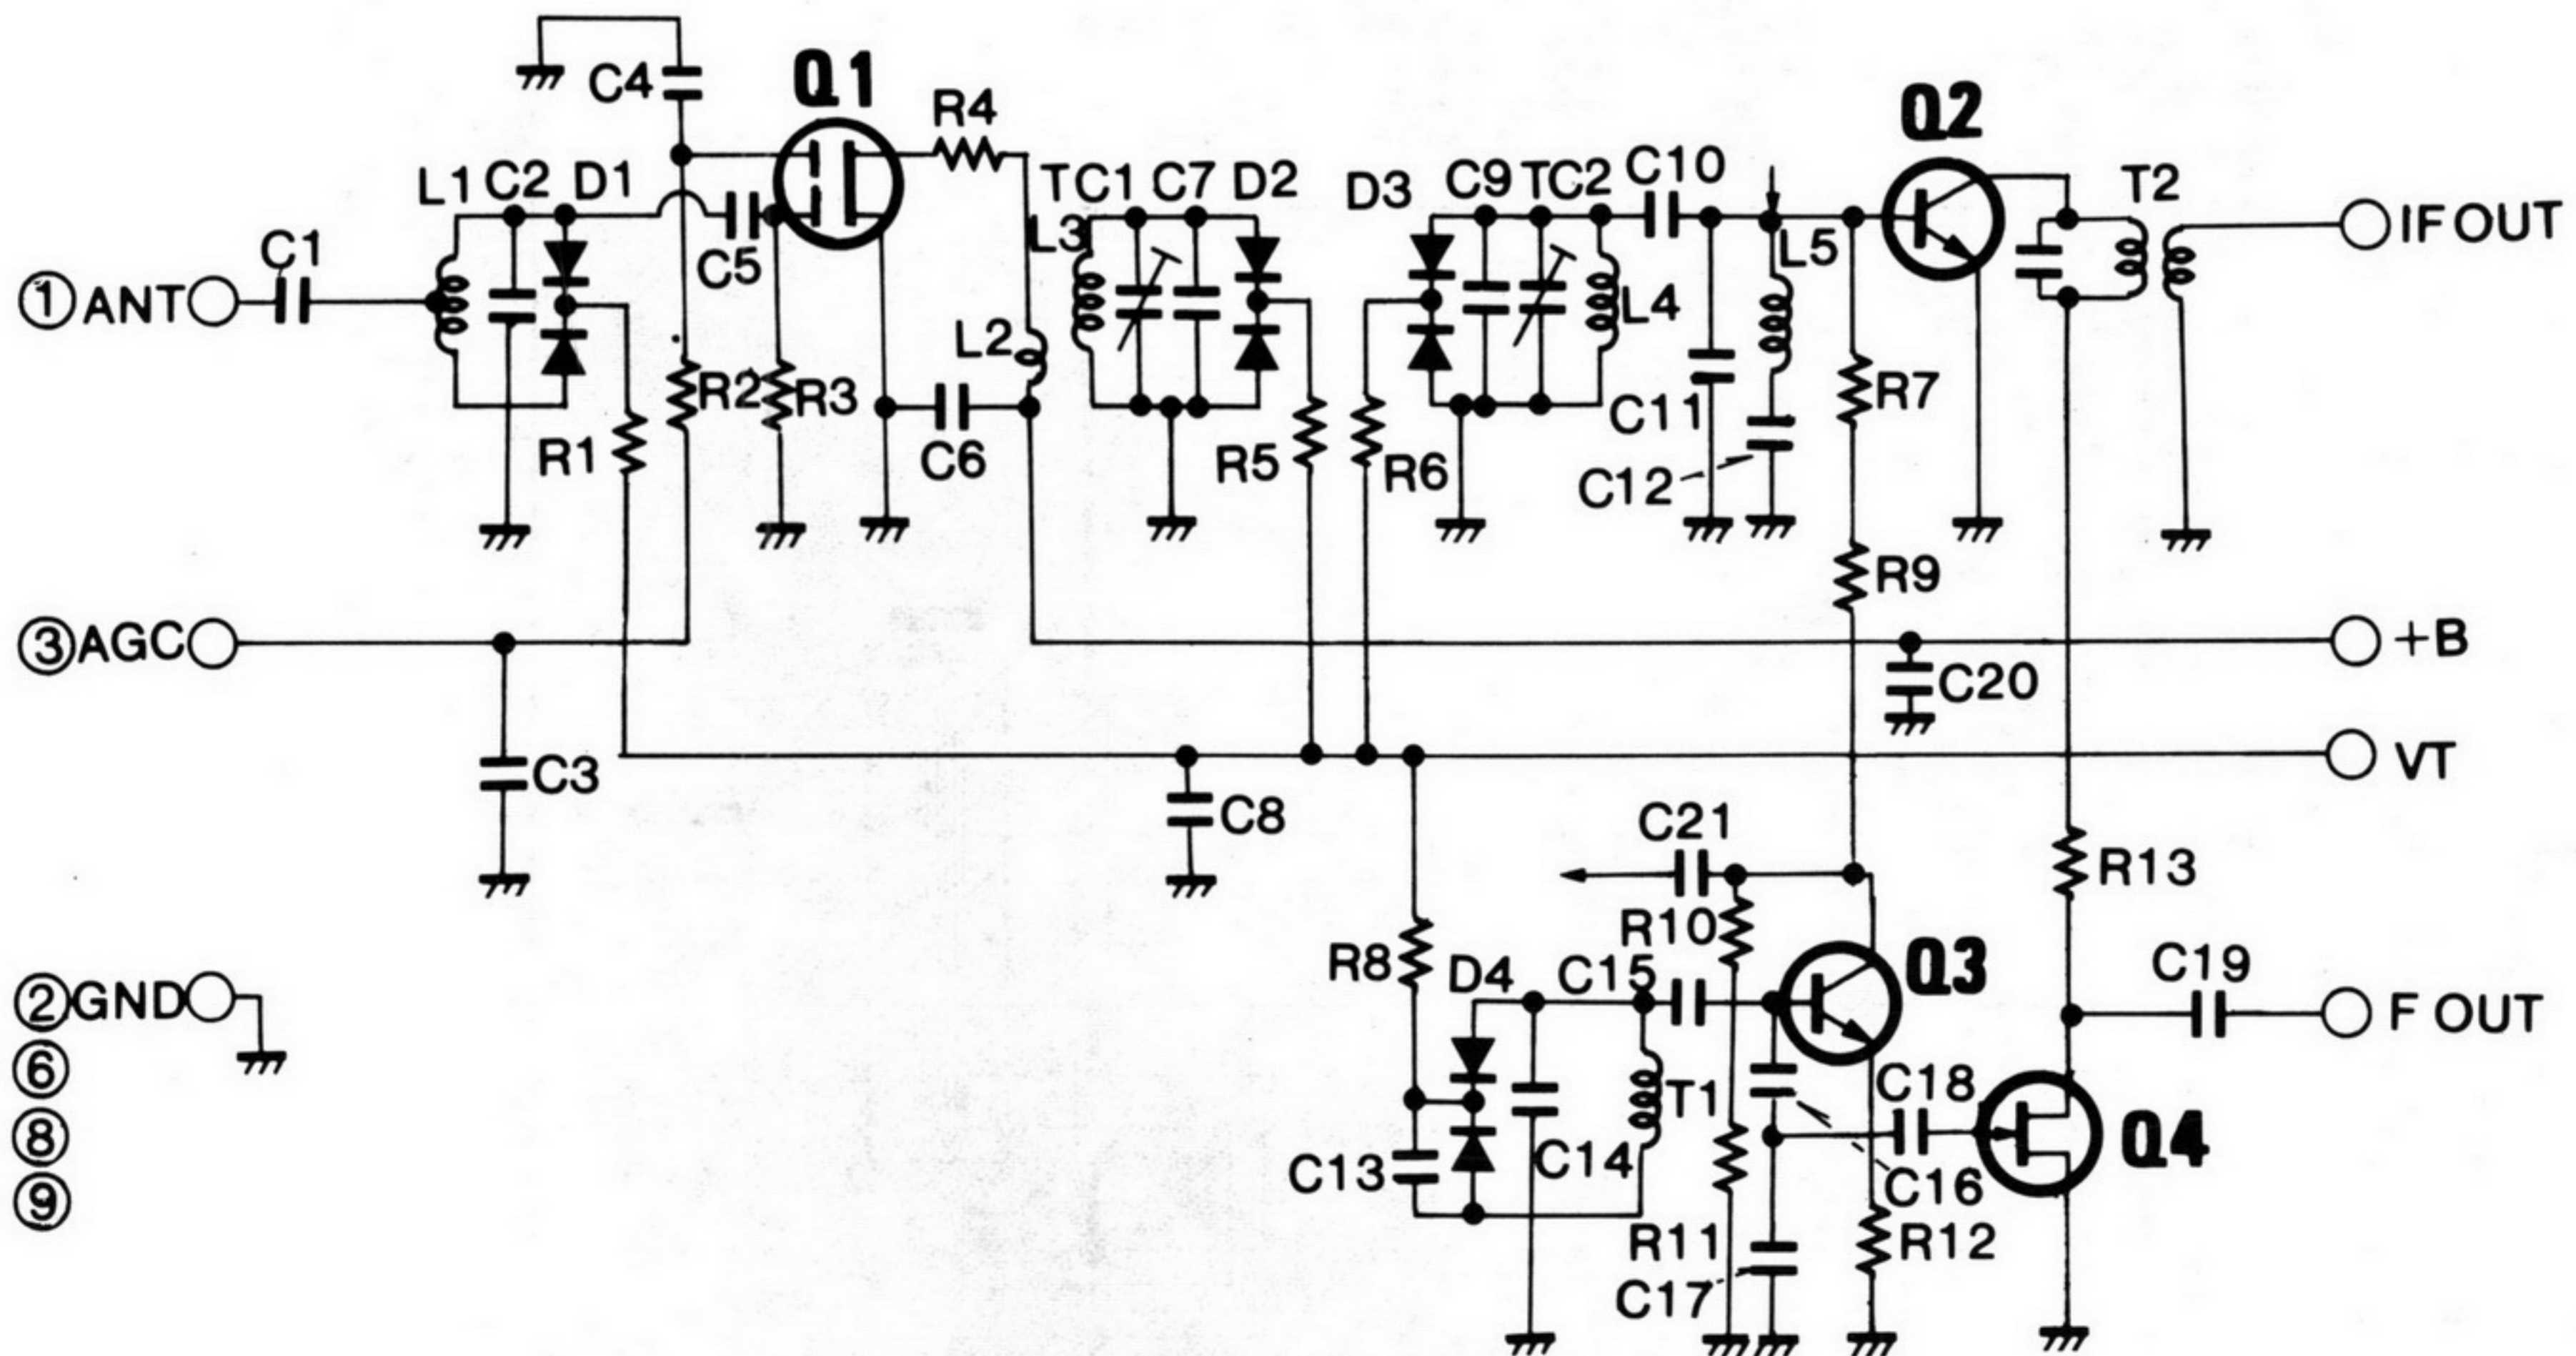 Q1
C4
R4
Q2
L1 C2 D1
TC1 C7 D2
D3
C9 TC2 C10
T2
C1
C5
L3
L5
IF OUT
① ANT
L2
L4
R2 R3
R7
R1
C6
R5
R6
C11
C12
R9
③ AGC
+B
C20
VT
C3
C8
C21
R13
R10
R8
D4
C15
Q3
C19
② GND
F OUT
⑥
T1
C18
⑧
Q4
C13
C14
C16
⑨
R11
R12
C17